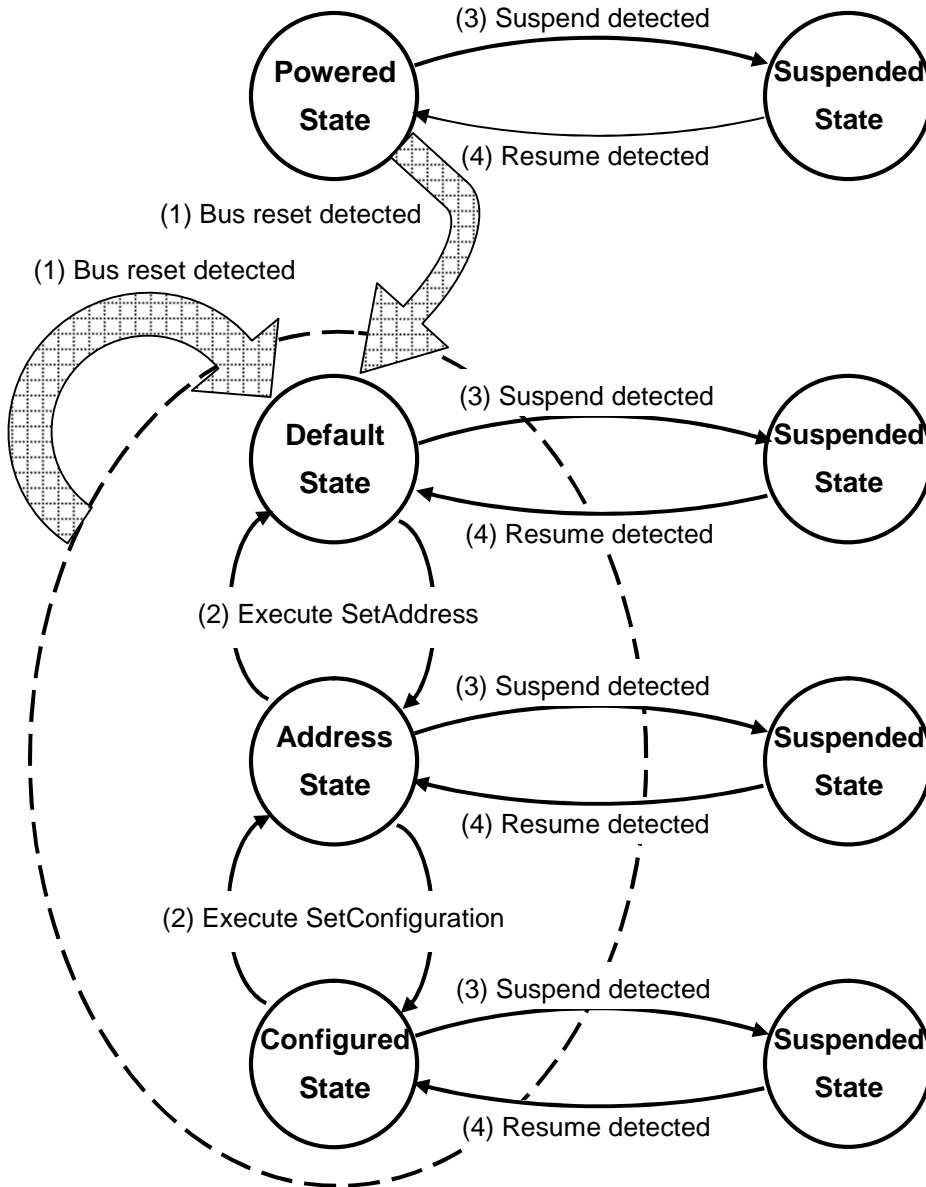 (3) Suspend detected
Powered
State
Suspended
State
(4) Resume detected
(1) Bus reset detected
(1) Bus reset detected
(3) Suspend detected
Default
State
Suspended
State
(4) Resume detected
(2) Execute SetAddress
(3) Suspend detected
Address
State
Suspended
State
(4) Resume detected
(2) Execute SetConfiguration
(3) Suspend detected
Configured
State
Suspended
State
(4) Resume detected